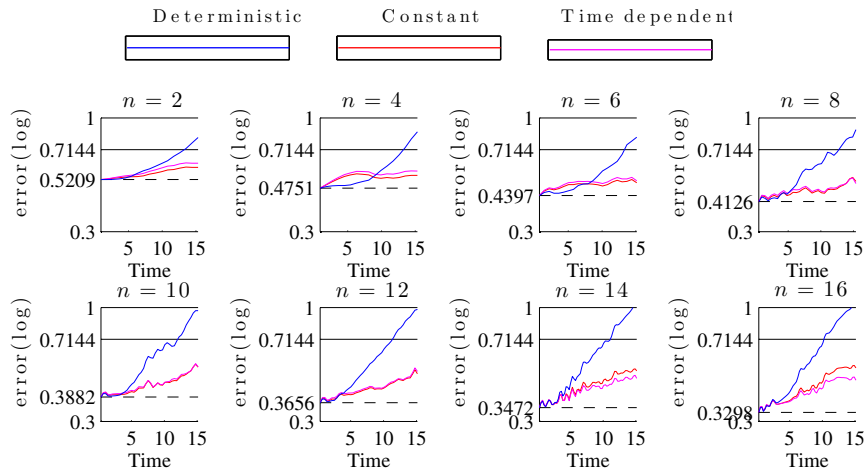 Deterministic Constant Time dependent
n = 2
error(log)
1
0.7144
0.5209
0.3
5 10 15
Time
n = 4
error(log)
1
0.7144
0.4751
0.3
5 10 15
Time
n = 6
error(log)
1
0.7144
0.4397
0.3
5 10 15
Time
n = 8
error(log)
1
0.7144
0.4126
0.3
5 10 15
Time
n = 10
error(log)
1
0.7144
0.3882
0.3
5 10 15
Time
n = 12
error(log)
1
0.7144
0.3656
0.3
5 10 15
Time
n = 14
error(log)
1
0.7144
0.3472
0.3
5 10 15
Time
n = 16
error(log)
1
0.7144
0.3298
0.3
5 10 15
Time